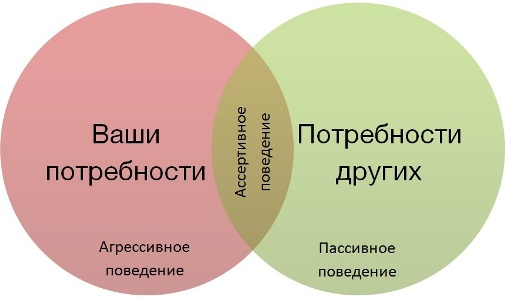 Ваши
потребности
Агрессивное
поведение
Ассертивное
поведение
Потребности
других
Пассивное
поведение